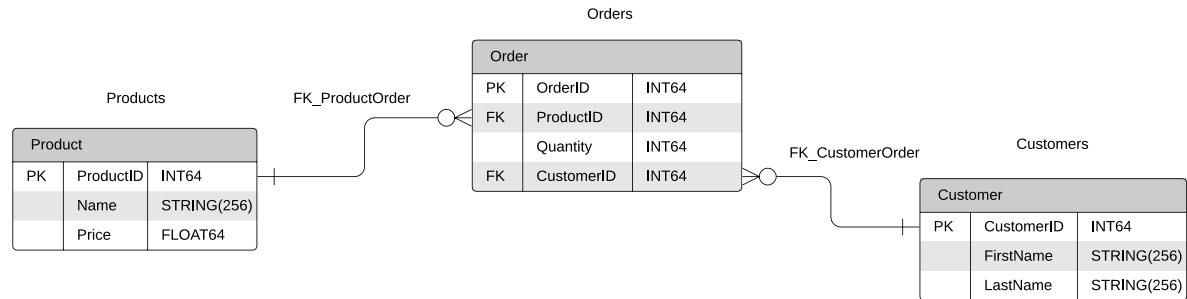 Orders
Order
PK OrderID INT64
FK ProductID INT64
Quantity INT64
FK CustomerID INT64
Products
FK_ProductOrder
Product
PK ProductID INT64
Name STRING(256)
Price FLOAT64
FK_CustomerOrder
Customers
Customer
PK CustomerID INT64
FirstName STRING(256)
LastName STRING(256)